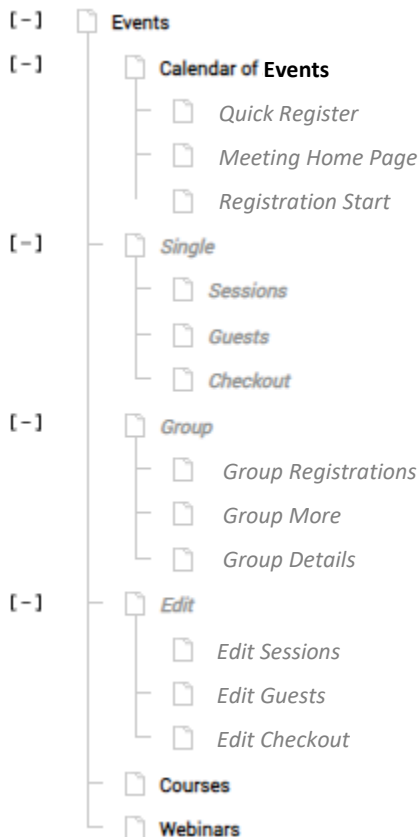 [-] Events
[-] Calendar of Events
Quick Register
Meeting Home Page
Registration Start
[-] Single
Sessions
Guests
Checkout
[-] Group
Group Registrations
Group More
Group Details
[-] Edit
Edit Sessions
Edit Guests
Edit Checkout
Courses
Webinars